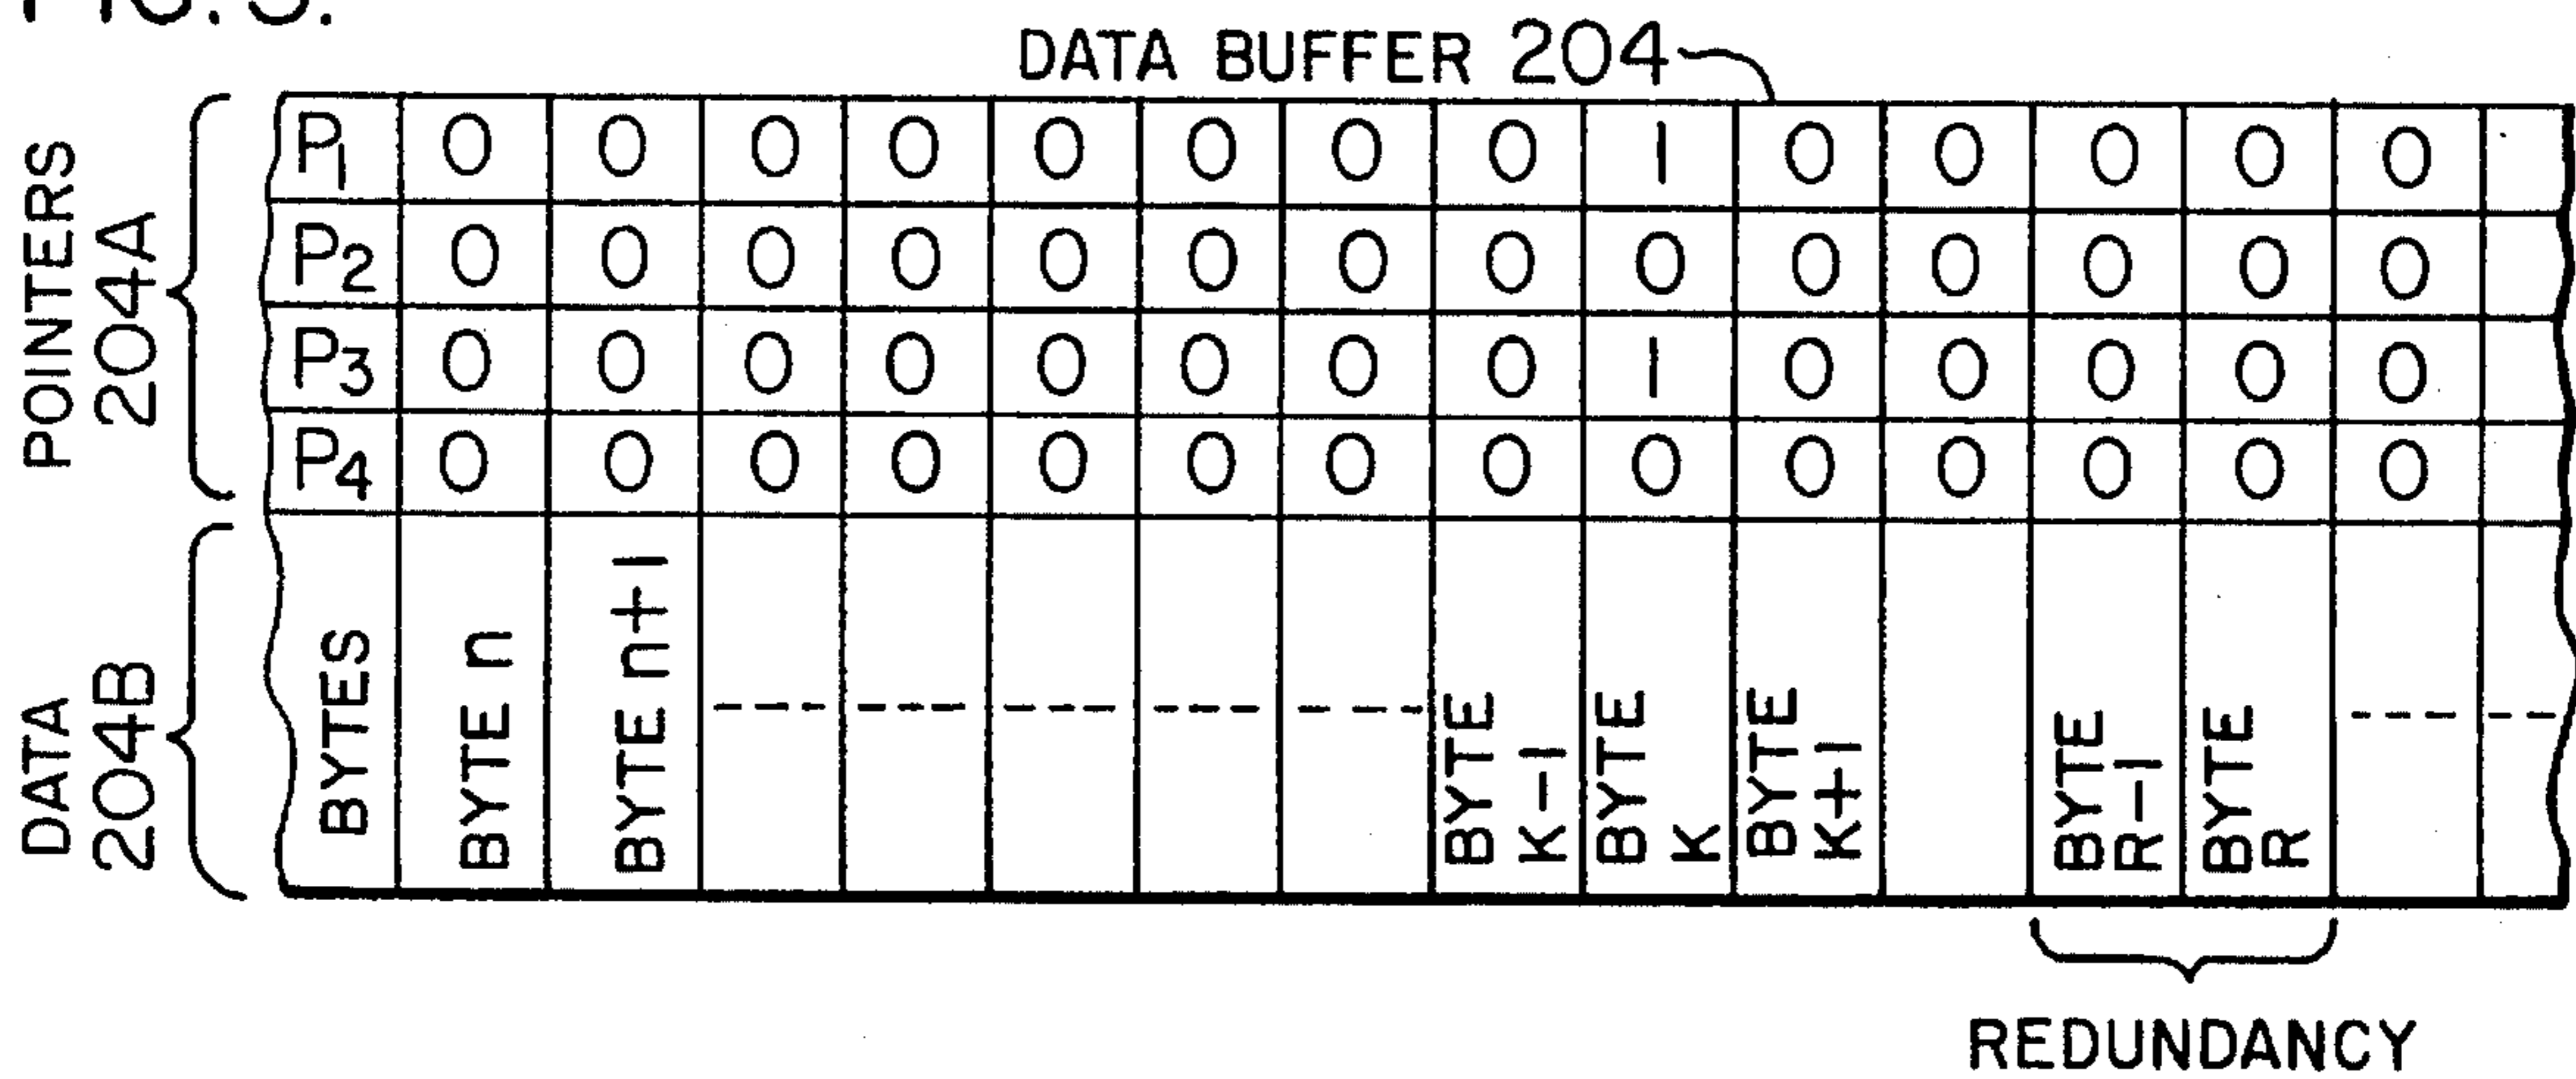 FIG. 5.
DATA BUFFER 204
POINTERS
204A
P1 0 0 0 0 0 0 0 0 1 0 0 0 0 0
P2 0 0 0 0 0 0 0 0 0 0 0 0 0 0
P3 0 0 0 0 0 0 0 0 1 0 0 0 0 0
P4 0 0 0 0 0 0 0 0 0 0 0 0 0 0
DATA
204B
BYTES
BYTE n
BYTE n+1
BYTE
K-1
BYTE
K
BYTE
K+1
BYTE
R-1
BYTE
R
REDUNDANCY